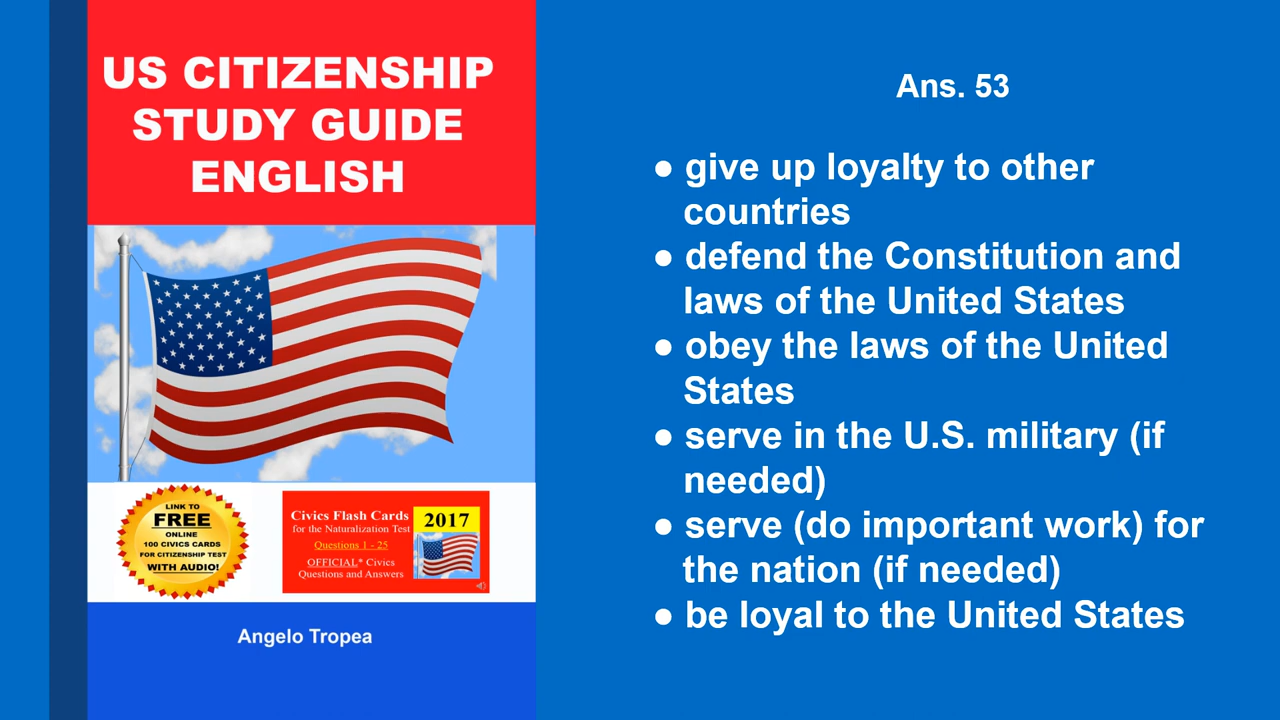 US CITIZENSHIP
STUDY GUIDE
ENGLISH
LINK TO
FREE
ONLINE
100 CIVICS CARDS
FOR CITIZENSHIP TEST
WITH AUDIO!
Civics Flash Cards
for the Naturalization Test
Questions 1 - 25
OFFICIAL* Civics
Questions and Answers
2017
Angelo Tropea
Ans. 53
● give up loyalty to other
countries
● defend the Constitution and
laws of the United States
● obey the laws of the United
States
● serve in the U.S. military (if
needed)
● serve (do important work) for
the nation (if needed)
● be loyal to the United States